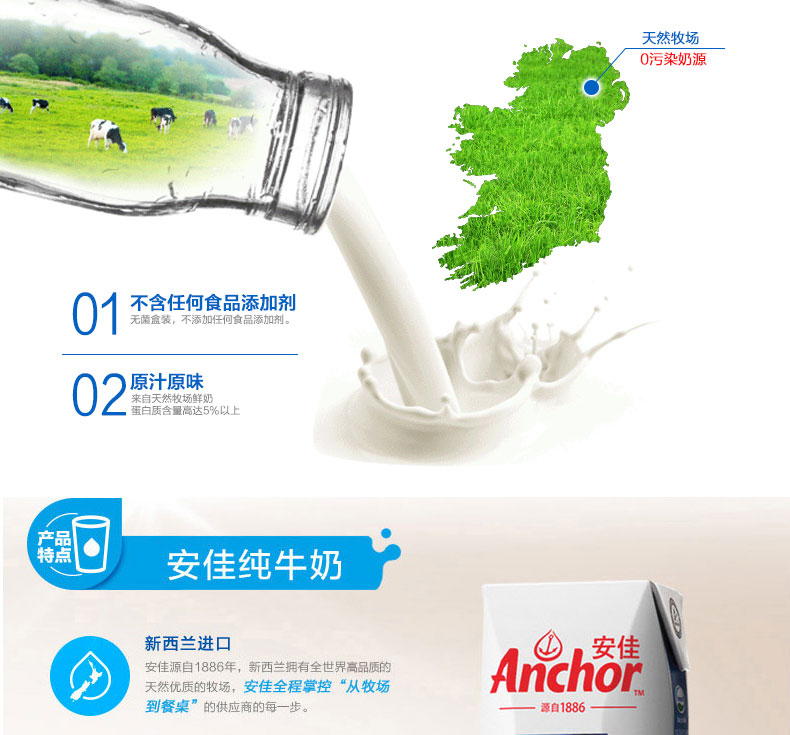 天然牧场
0污染奶源
01 不含任何食品添加剂
无菌盒装，不添加任何食品添加剂。
02 原汁原味
来自天然牧场鲜奶
蛋白质含量高达5%以上
产品
特点
安佳纯牛奶
新西兰进口
安佳源自1886年，新西兰拥有全世界高品质的
天然优质的牧场，安佳全程掌控“从牧场
到餐桌”的供应商的每一步。
安佳
Anchor™
源自1886